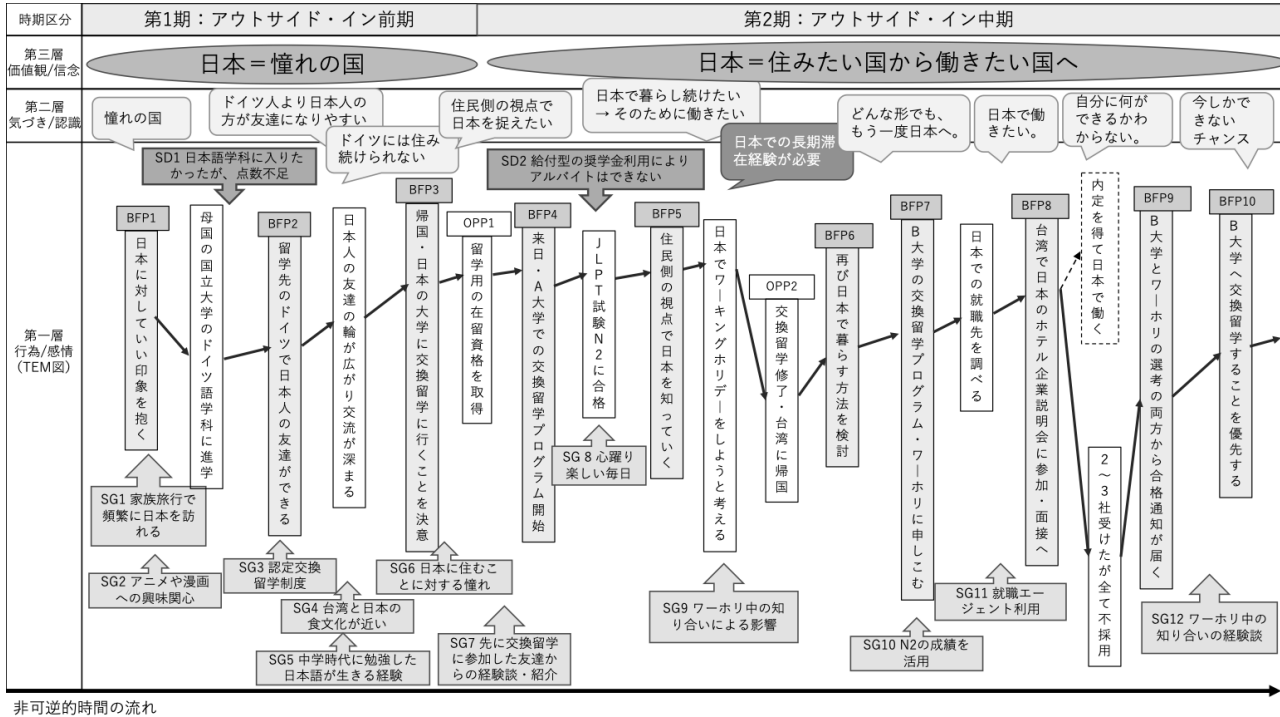 時期区分
第1期：アウトサイド・イン前期
第2期：アウトサイド・イン中期
第三層
価値観/信念
日本＝憧れの国
日本＝住みたい国から働きたい国へ
第二層
気づき/認識
憧れの国
ドイツ人より日本人の
方が友達になりやすい
ドイツには住み
続けられない
住民側の視点で
日本を捉えたい
日本で暮らし続けたい
→ そのために働きたい
日本での長期滞
在経験が必要
どんな形でも、
もう一度日本へ。
日本で働
きたい。
自分に何が
できるかわ
からない。
今しかで
きない
チャンス
第一層
行為/感情
（TEM図）
SD1 日本語学科に入りた
かったが、点数不足
SD2 給付型の奨学金利用により
アルバイトはできない
BFP1
日本に対していい印象を抱く
母国の国立大学のドイツ語学科に進学
BFP2
留学先のドイツで日本人の友達ができる
日本人の友達の輪が広がり交流が深まる
BFP3
帰国・日本の大学に交換留学に行くことを決意
OPP1
留学用の在留資格を取得
BFP4
来日・A大学での交換留学プログラム開始
JLPT試験N2に合格
BFP5
住民側の視点で日本を知っていく
日本でワーキングホリデーをしようと考える
OPP2
交換留学修了・台湾に帰国
BFP6
再び日本で暮らす方法を検討
BFP7
B大学の交換留学プログラム・ワーホリに申しこむ
日本での就職先を調べる
BFP8
台湾で日本のホテル企業説明会に参加・面接へ
内定を得て日本で働く
2～3社受けたが全て不採用
BFP9
B大学とワーホリの選考の両方から合格通知が届く
BFP10
B大学へ交換留学することを優先する
SG1 家族旅行で
頻繁に日本を訪
れる
SG2 アニメや漫画
への興味関心
SG3 認定交換
留学制度
SG4 台湾と日本の
食文化が近い
SG5 中学時代に勉強した
日本語が生きる経験
SG6 日本に住むこ
とに対する憧れ
SG7 先に交換留学
に参加した友達か
らの経験談・紹介
SG 8 心躍り
楽しい毎日
SG9 ワーホリ中の知
り合いによる影響
SG10 N2の成績を
活用
SG11 就職エー
ジェント利用
SG12 ワーホリ中の
知り合いの経験談
非可逆的時間の流れ